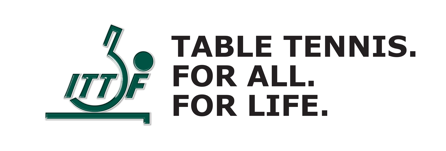 ITTF
TABLE TENNIS.
FOR ALL.
FOR LIFE.